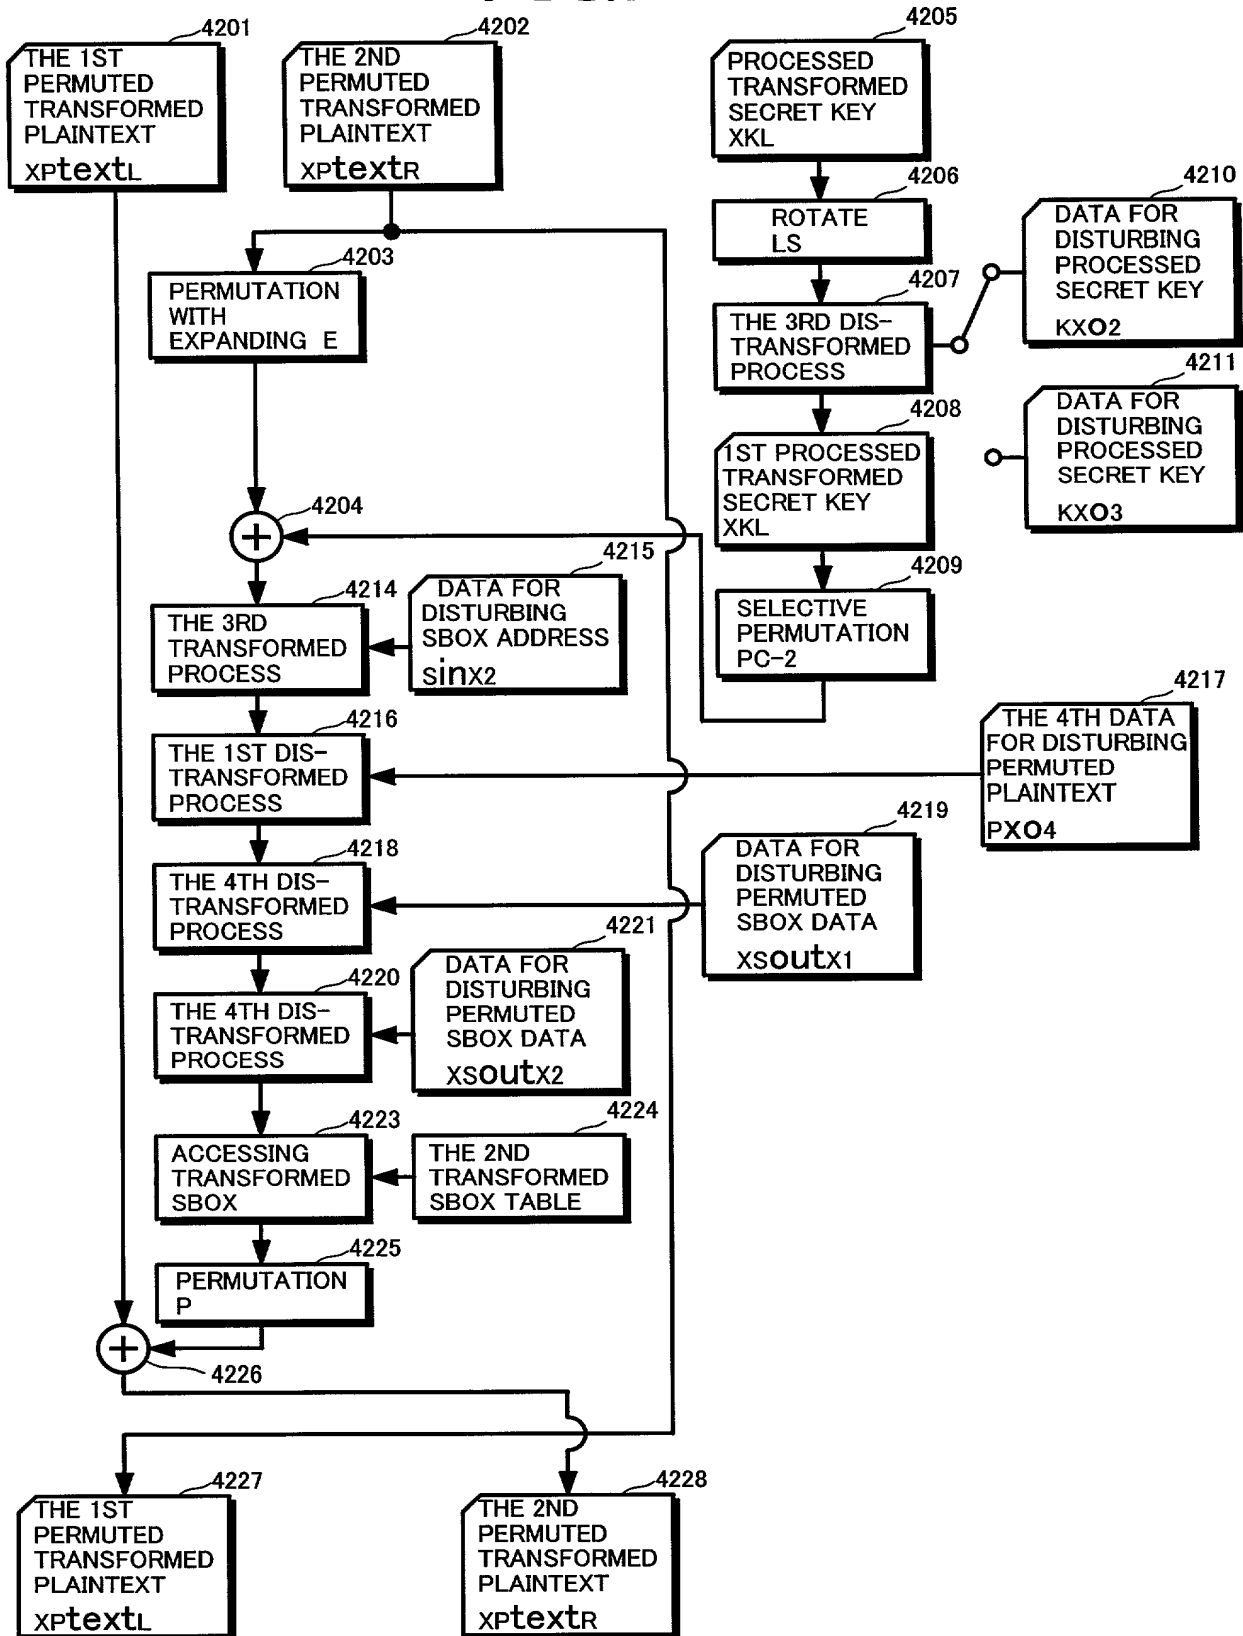 4201
THE 1ST
PERMUTED
TRANSFORMED
PLAINTEXT
XPtextL
4202
THE 2ND
PERMUTED
TRANSFORMED
PLAINTEXT
XPtextR
4205
PROCESSED
TRANSFORMED
SECRET KEY
XKL
4206
ROTATE
LS
4203
PERMUTATION
WITH
EXPANDING E
4207
THE 3RD DIS-
TRANSFORMED
PROCESS
4210
DATA FOR
DISTURBING
PROCESSED
SECRET KEY
KXO2
4211
DATA FOR
DISTURBING
PROCESSED
SECRET KEY
KXO3
4208
1ST PROCESSED
TRANSFORMED
SECRET KEY
XKL
4204
4209
SELECTIVE
PERMUTATION
PC-2
4214
THE 3RD
TRANSFORMED
PROCESS
4215
DATA FOR
DISTURBING
SBOX ADDRESS
SinX2
4216
THE 1ST DIS-
TRANSFORMED
PROCESS
4217
THE 4TH DATA
FOR DISTURBING
PERMUTED
PLAINTEXT
PXO4
4218
THE 4TH DIS-
TRANSFORMED
PROCESS
4219
DATA FOR
DISTURBING
PERMUTED
SBOX DATA
XSoutX1
4220
THE 4TH DIS-
TRANSFORMED
PROCESS
4221
DATA FOR
DISTURBING
PERMUTED
SBOX DATA
XSoutX2
4223
ACCESSING
TRANSFORMED
SBOX
4224
THE 2ND
TRANSFORMED
SBOX TABLE
4225
PERMUTATION
P
4226
4227
THE 1ST
PERMUTED
TRANSFORMED
PLAINTEXT
XPtextL
4228
THE 2ND
PERMUTED
TRANSFORMED
PLAINTEXT
XPtextR